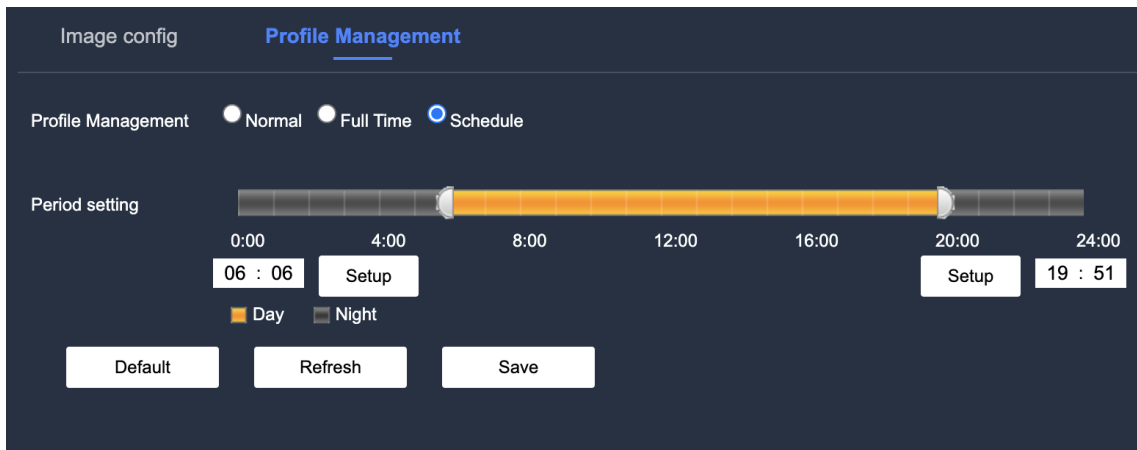 Image config Profile Management
Profile Management Normal Full Time Schedule
Period setting
0:00 4:00 8:00 12:00 16:00 20:00 24:00
06 : 06 Setup Setup 19 : 51
Day Night
Default Refresh Save